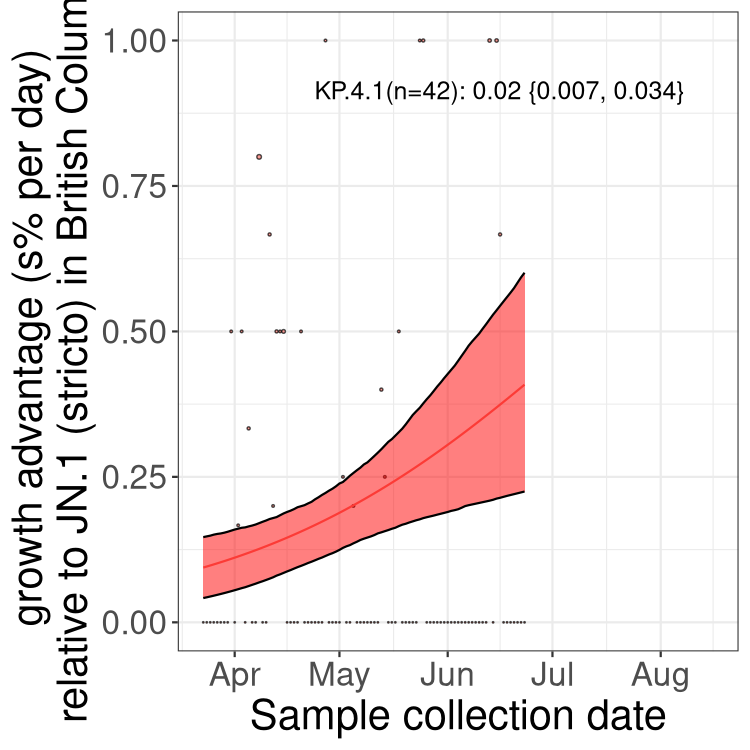 growth advantage (s% per day)
relative to JN.1 (stricto) in British Colum
1.00
0.75
0.50
0.25
0.00
KP.4.1(n=42): 0.02 {0.007, 0.034}
Apr May Jun Jul Aug
Sample collection date